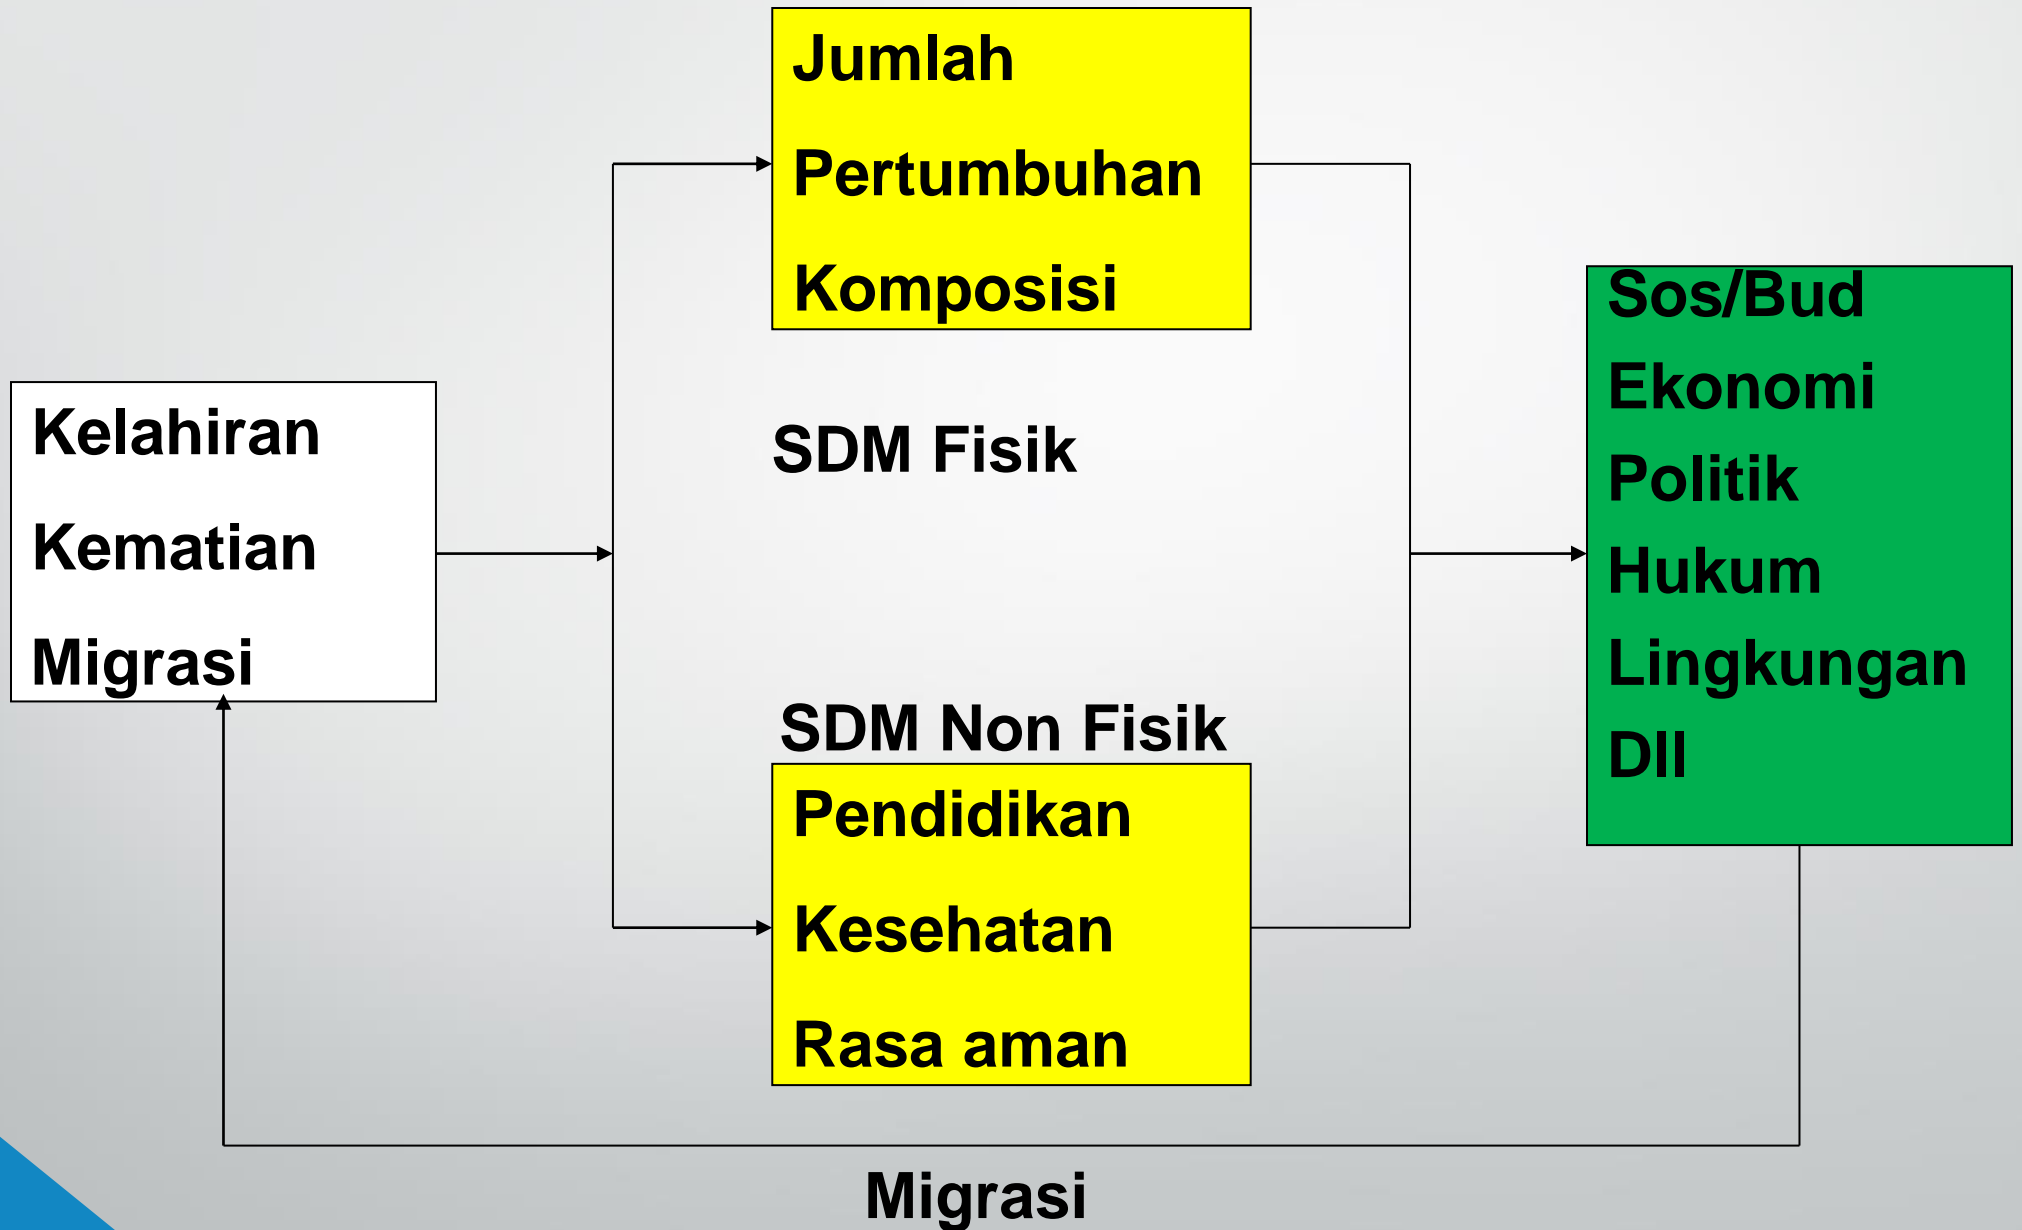 Jumlah
Pertumbuhan
Komposisi
SDM Fisik
Kelahiran
Kematian
Migrasi
SDM Non Fisik
Pendidikan
Kesehatan
Rasa aman
Sos/Bud
Ekonomi
Politik
Hukum
Lingkungan
Dll
Migrasi